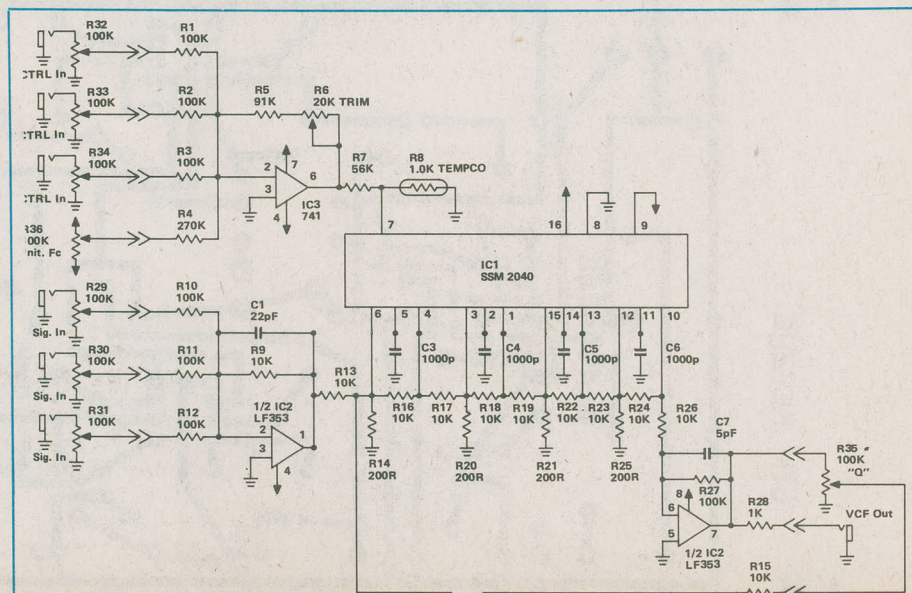 R32
100K
CTRL In
R1
100K
R33
100K
CTRL In
R2
100K
R34
100K
CTRL In
R3
100K
R36
100K
Init. Fc
R4
270K
R5
91K
R6
20K TRIM
2
3
7
6
4
IC3
741
R7
56K
R8
1.0K TEMPCO
7
16
8
9
IC1
SSM 2040
6
5
4
3
2
1
15
14
13
12
11
10
R29
100K
Sig. In
R10
100K
R30
100K
Sig. In
R11
100K
R31
100K
Sig. In
R12
100K
C1
22pF
R9
10K
1/2 IC2
LF353
2
3
1
4
R13
10K
C3
1000p
C4
1000p
C5
1000p
C6
1000p
R16
10K
R17
10K
R18
10K
R19
10K
R22
10K
R23
10K
R24
10K
R26
10K
R14
200R
R20
200R
R21
200R
R25
200R
C7
5pF
R27
100K
6
5
8
7
1/2 IC2
LF353
R28
1K
R35
100K
"Q"
VCF Out
R15
10K